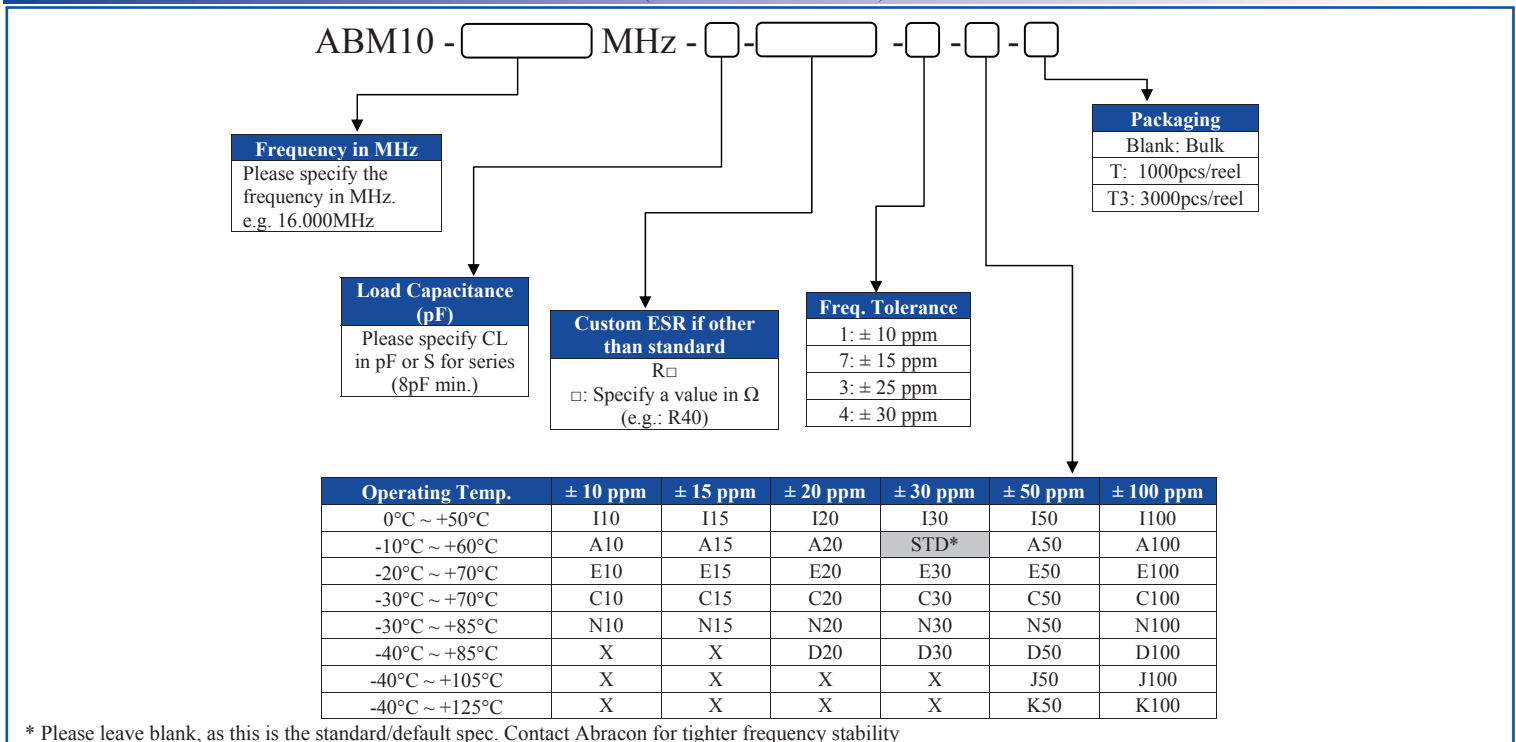 ABM10 - MHz - - - - -
Packaging
Blank: Bulk
T: 1000pcs/reel
T3: 3000pcs/reel
Frequency in MHz
Please specify the
frequency in MHz.
e.g. 16.000MHz
Load Capacitance
(pF)
Please specify CL
in pF or S for series
(8pF min.)
Custom ESR if other
than standard
R□
□: Specify a value in Ω
(e.g.: R40)
Freq. Tolerance
1: ± 10 ppm
7: ± 15 ppm
3: ± 25 ppm
4: ± 30 ppm
Operating Temp. ± 10 ppm ± 15 ppm ± 20 ppm ± 30 ppm ± 50 ppm ± 100 ppm
0°C ~ +50°C I10 I15 I20 I30 I50 I100
-10°C ~ +60°C A10 A15 A20 STD* A50 A100
-20°C ~ +70°C E10 E15 E20 E30 E50 E100
-30°C ~ +70°C C10 C15 C20 C30 C50 C100
-30°C ~ +85°C N10 N15 N20 N30 N50 N100
-40°C ~ +85°C X X D20 D30 D50 D100
-40°C ~ +105°C X X X X J50 J100
-40°C ~ +125°C X X X X K50 K100
* Please leave blank, as this is the standard/default spec. Contact Abracon for tighter frequency stability